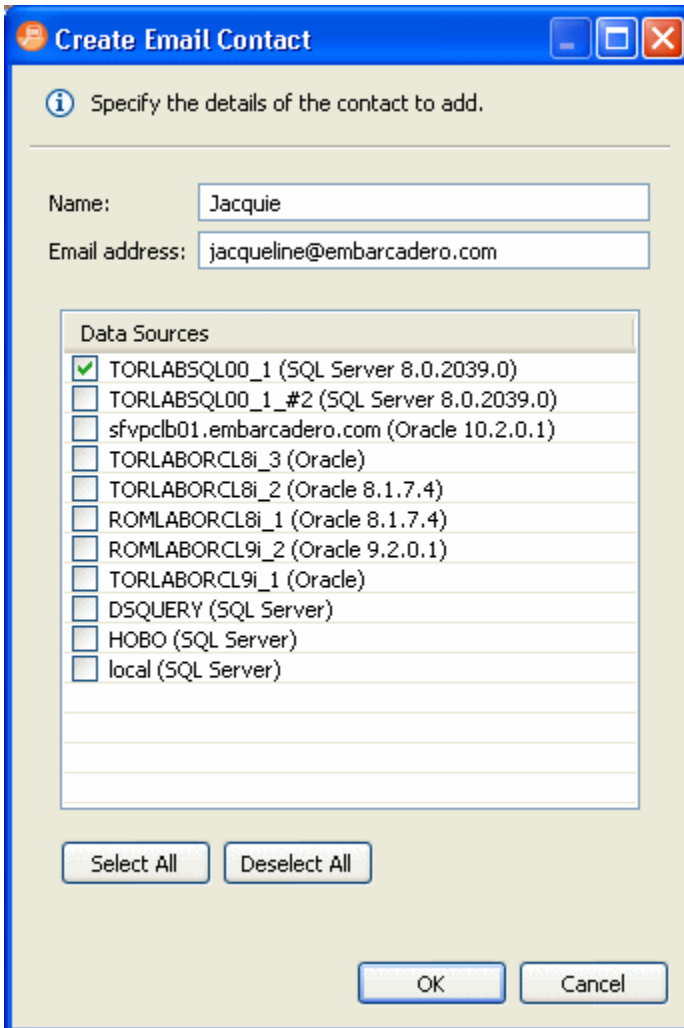 Create Email Contact
Specify the details of the contact to add.
Name: Jacquie
Email address: jacqueline@embarcadero.com
Data Sources
TORLABSQL00_1 (SQL Server 8.0.2039.0)
TORLABSQL00_1_#2 (SQL Server 8.0.2039.0)
sfvpclb01.embarcadero.com (Oracle 10.2.0.1)
TORLABORCL8i_3 (Oracle)
TORLABORCL8i_2 (Oracle 8.1.7.4)
ROMLABORCL8i_1 (Oracle 8.1.7.4)
ROMLABORCL9i_2 (Oracle 9.2.0.1)
TORLABORCL9i_1 (Oracle)
DSQUERY (SQL Server)
HOBO (SQL Server)
local (SQL Server)
Select All Deselect All
OK Cancel